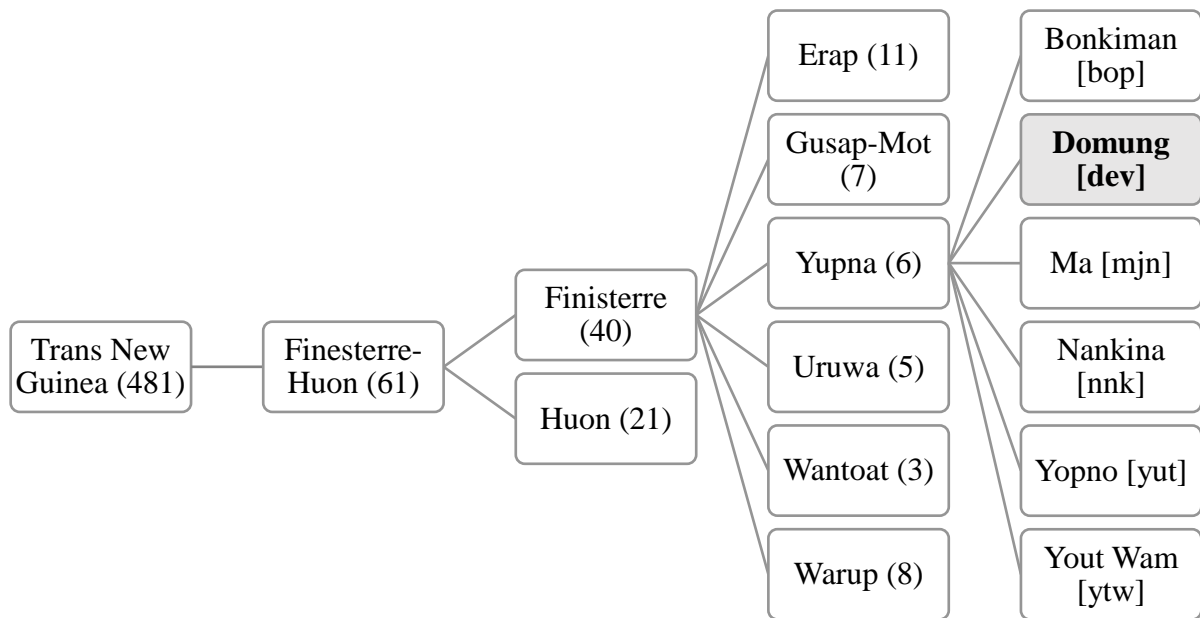 Trans New
Guinea (481)
Finesterre-
Huon (61)
Finisterre
(40)
Huon (21)
Erap (11)
Gusap-Mot
(7)
Yupna (6)
Uruwa (5)
Wantoat (3)
Warup (8)
Bonkiman
[bop]
Domung
[dev]
Ma [mjn]
Nankina
[nnk]
Yopno [yut]
Yout Wam
[ytw]